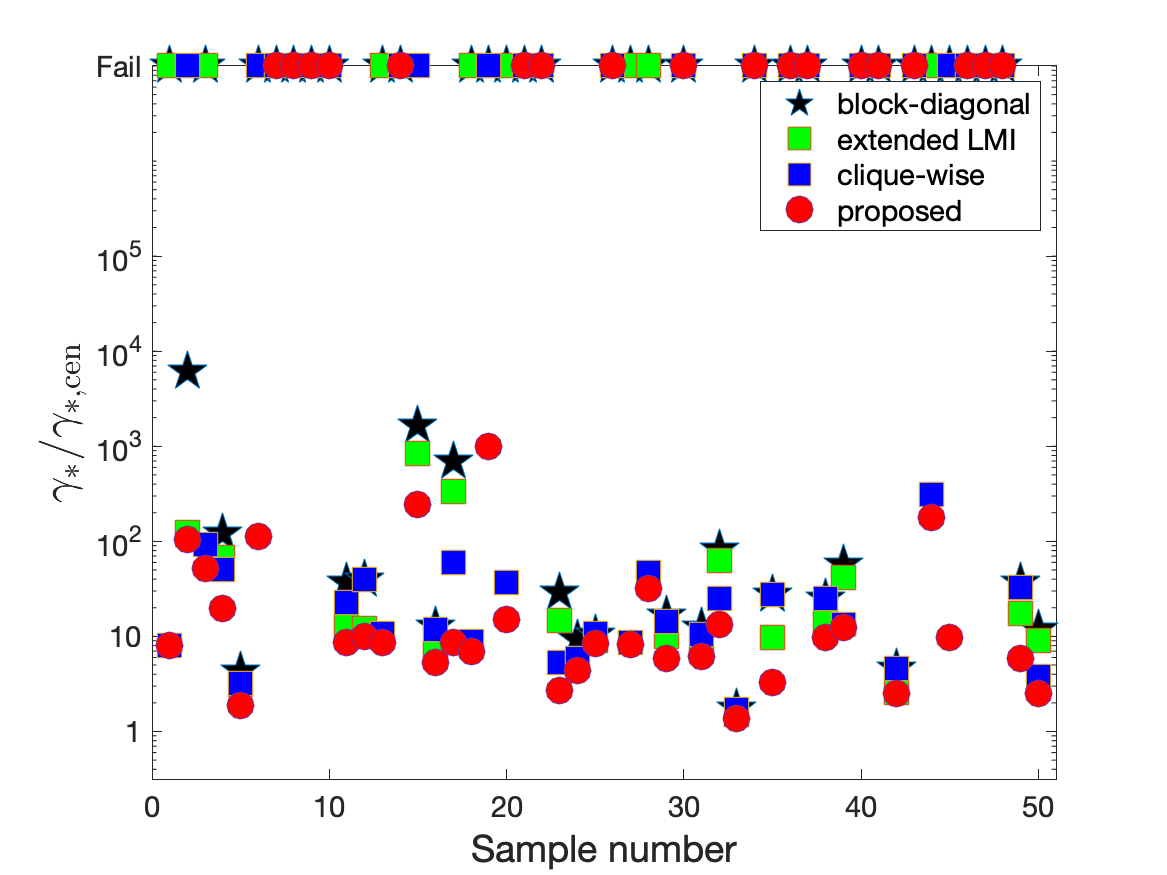 Fail
block-diagonal
extended LMI
clique-wise
proposed
10^5
10^4
10^3
10^2
10
1
γ∗/γ∗,cen
0 10 20 30 40 50
Sample number